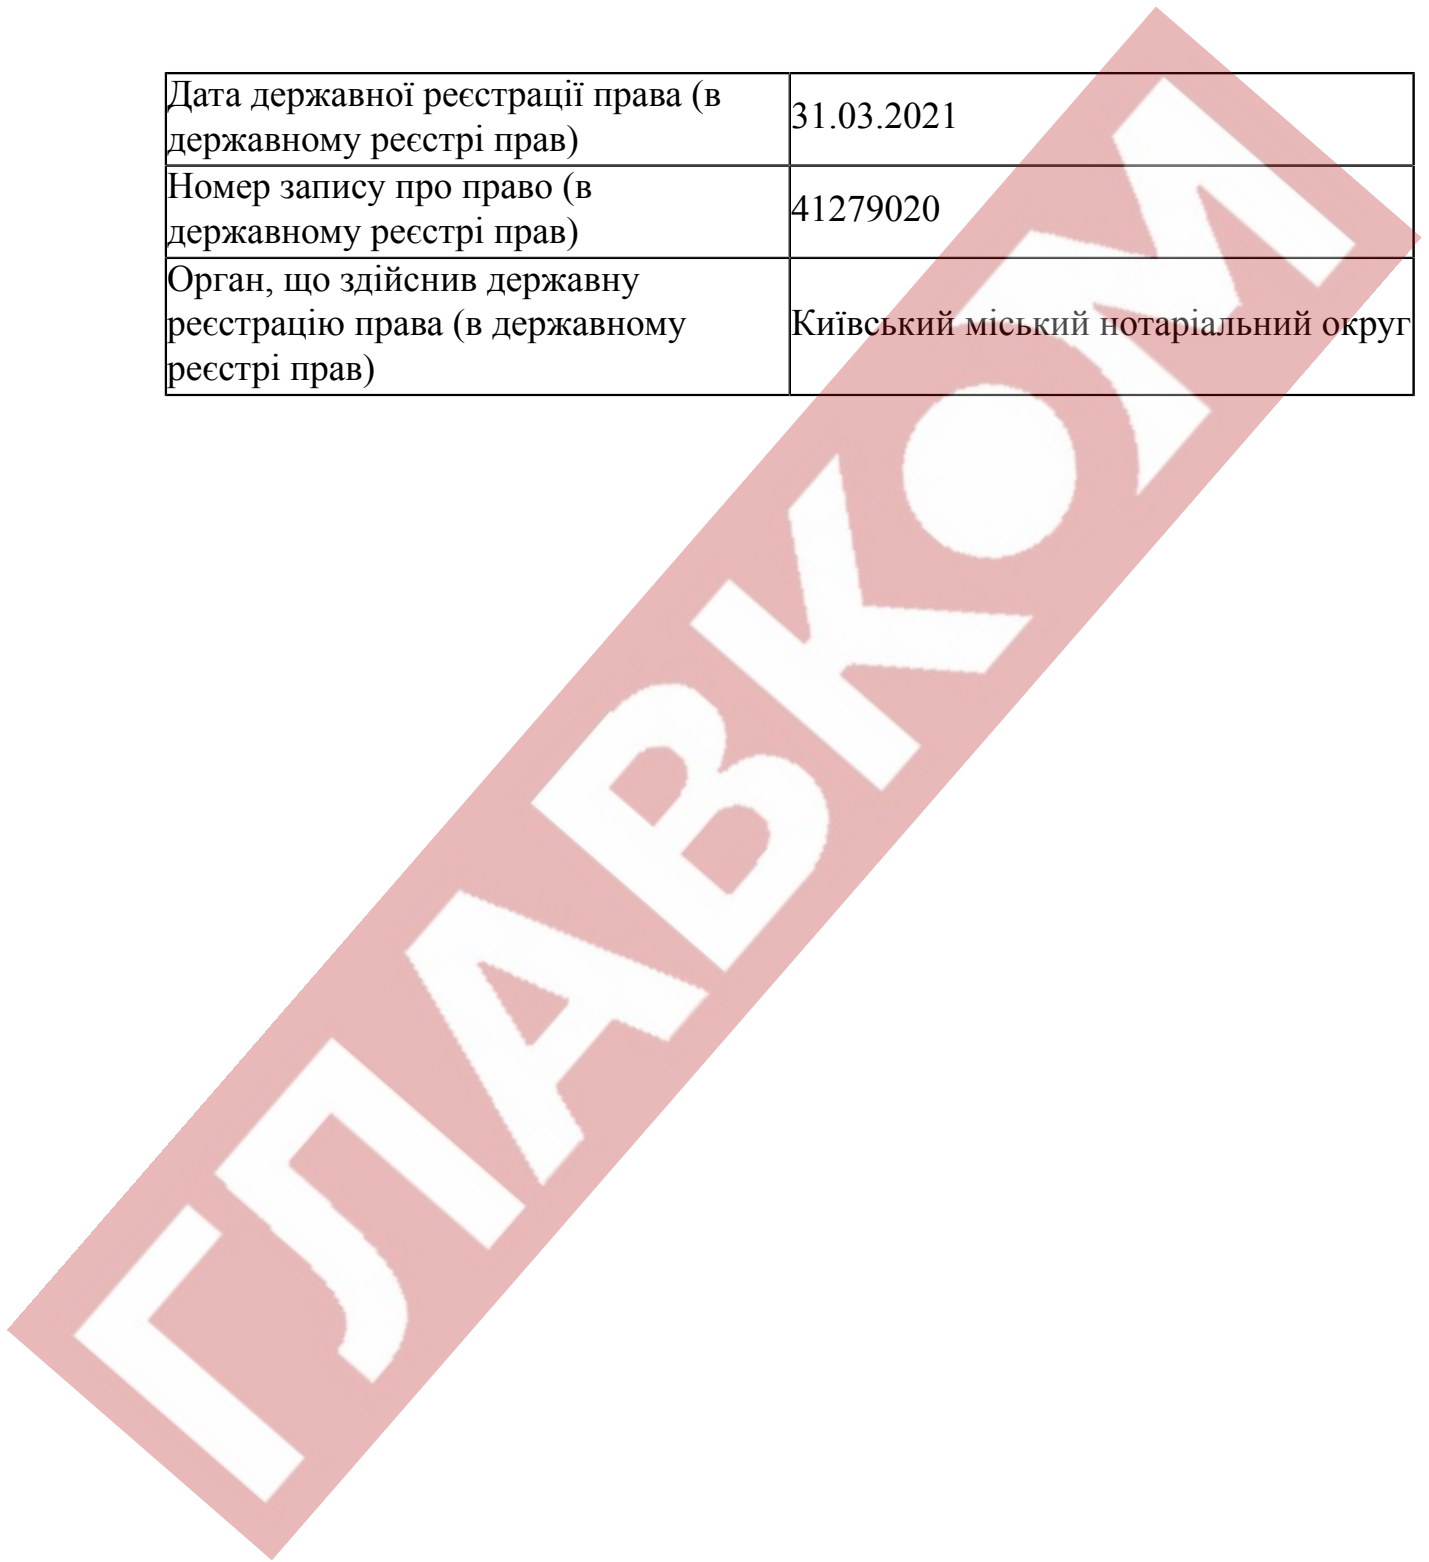 Дата державної реєстрації права (в
державному реєстрі прав)
31.03.2021
Номер запису про право (в
державному реєстрі прав)
41279020
Орган, що здійснив державну
реєстрацію права (в державному
реєстрі прав)
Київський міський нотаріальний округ
ГЛАВКОМ